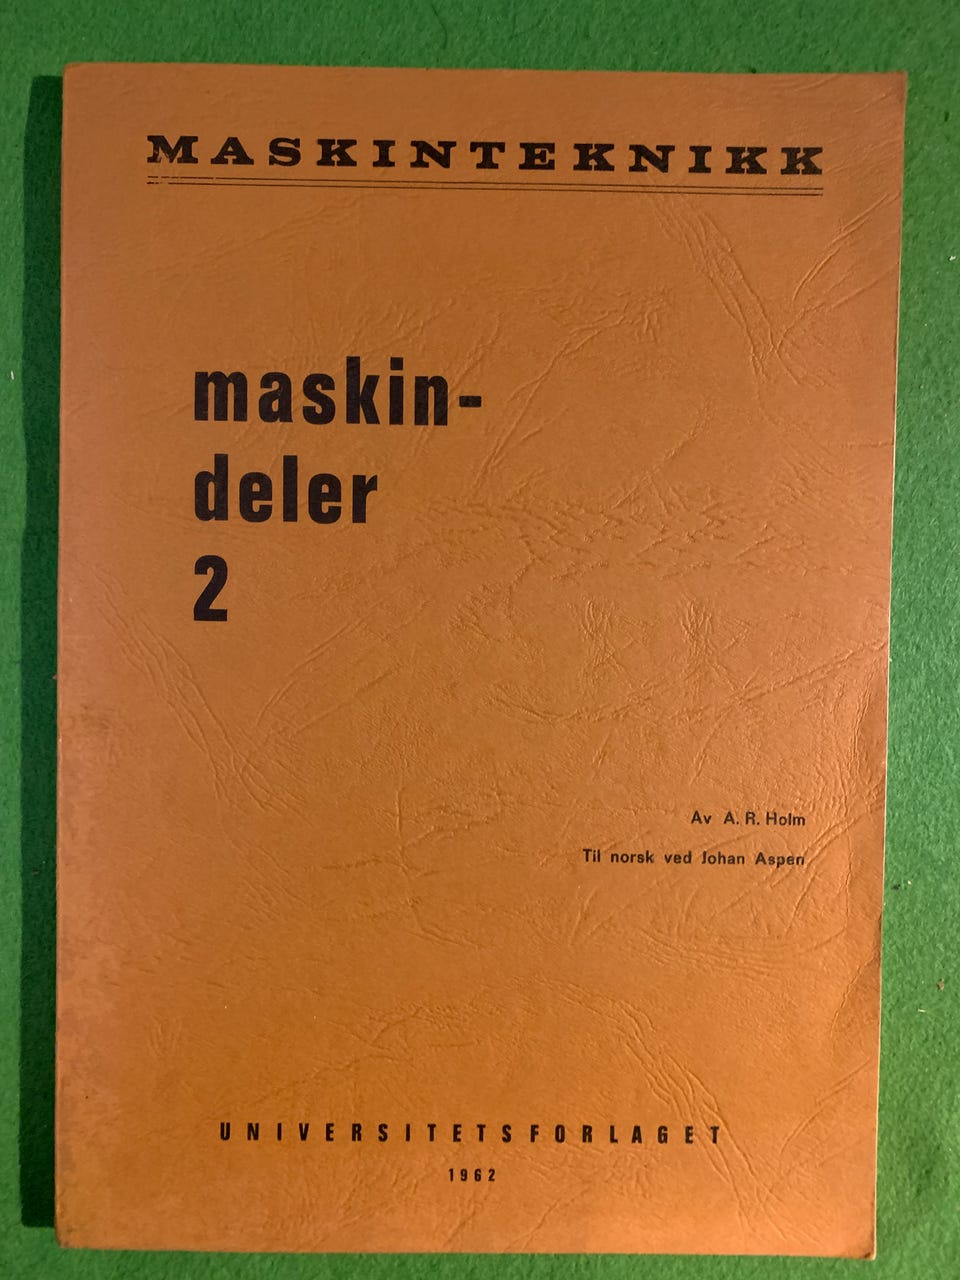 MASKINTEKNIKK
maskin-
deler
2
Av A. R. Holm
Til norsk ved Johan Aspen
UNIVERSITETSFORLAGET
1962